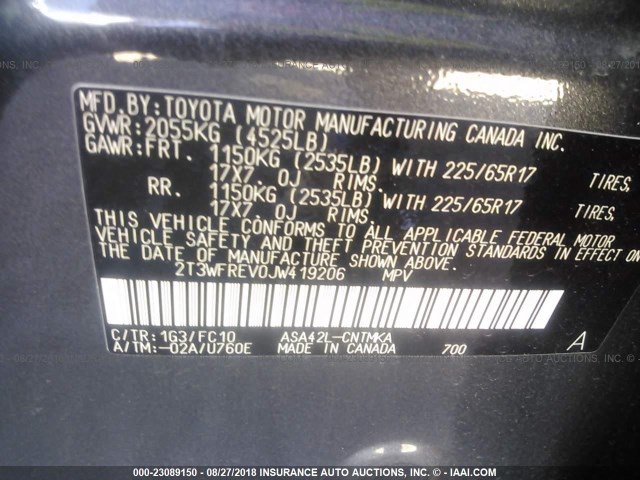 MFD.BY:TOYOTA MOTOR MANUFACTURING CANADA INC.
GVWR:2055KG (4525LB)
GAWR:FRT. 1150KG (2535LB) WITH 225/65R17 TIRES,
17X7.0J RIMS.
RR. 1150KG (2535LB) WITH 225/65R17 TIRES,
17X7.0J RIMS.
THIS VEHICLE CONFORMS TO ALL APPLICABLE FEDERAL MOTOR
VEHICLE SAFETY AND THEFT PREVENTION STANDARDS IN EFFECT ON
THE DATE OF MANUFACTURE SHOWN ABOVE.
2T3WFREV0JW419206 MPV
C/TR:1G3/FC10 ASA42L-CNTMKA
A/TM:-02A/U760E MADE IN CANADA 700 A
000-23089150 - 08/27/2018 INSURANCE AUTO AUCTIONS, INC. - IAAI.COM